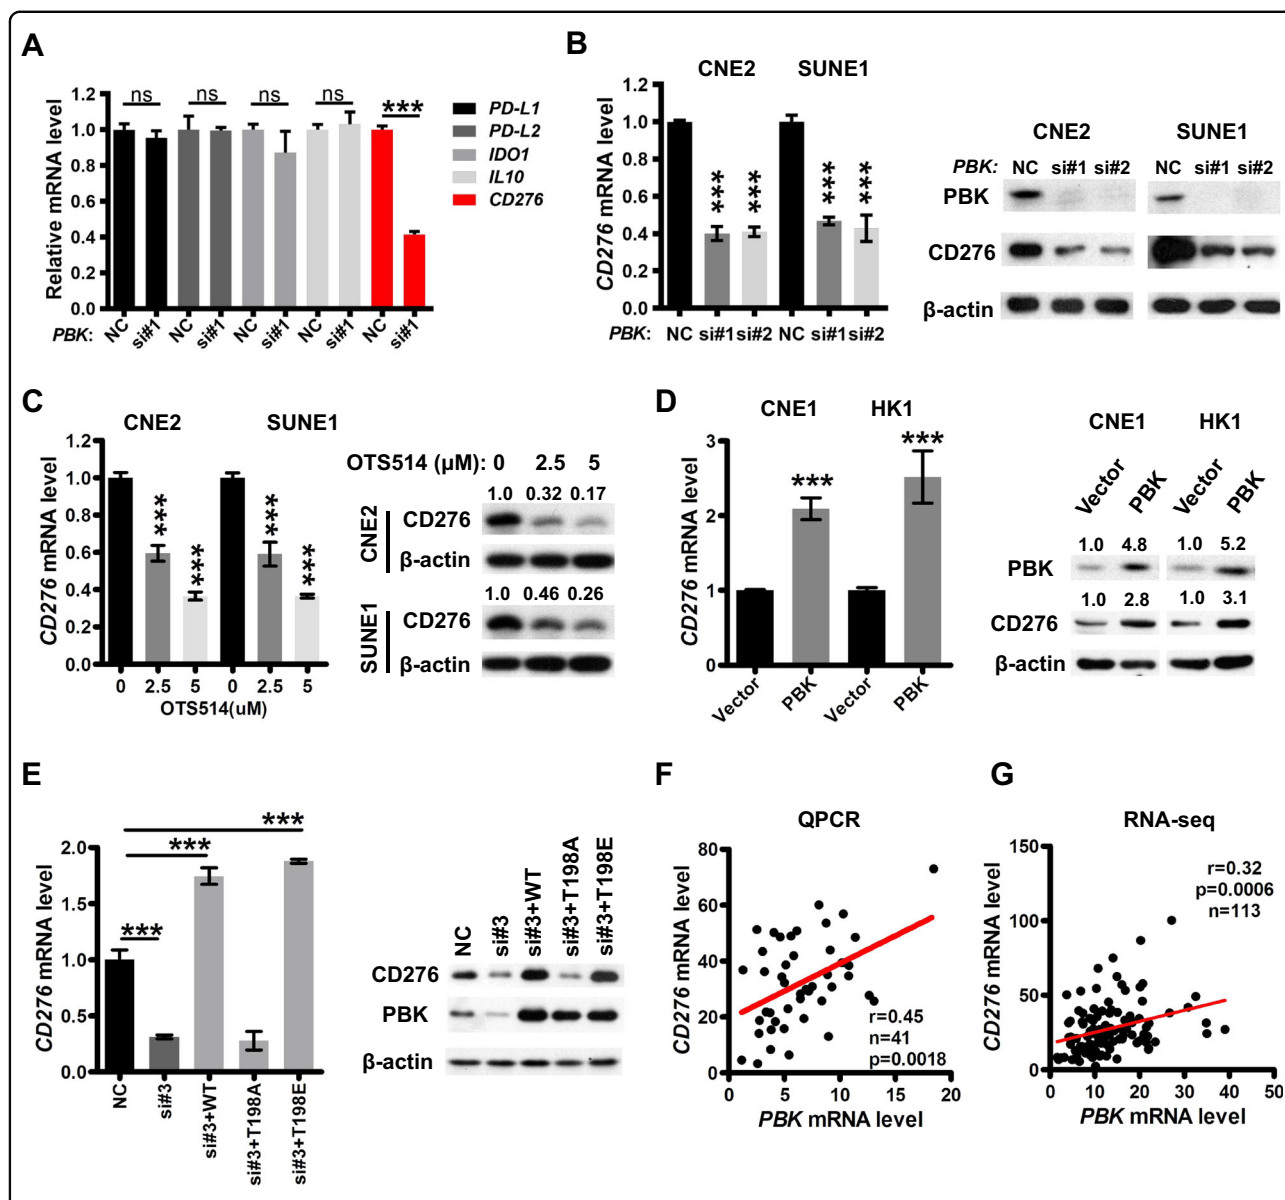 A
Relative mRNA level
1.2
1.0
0.8
0.6
0.4
0.2
0.0
ns
ns
ns
ns
***
PD-L1
PD-L2
IDO1
IL10
CD276
PBK:
NC
si#1
NC
si#1
NC
si#1
NC
si#1
NC
si#1
B
CNE2
SUNE1
CD276 mRNA level
1.2
1.0
0.8
0.6
0.4
0.2
0.0
***
***
***
***
PBK: NC si#1 si#2 NC si#1 si#2
CNE2
SUNE1
PBK: NC si#1 si#2 NC si#1 si#2
PBK
CD276
β-actin
C
CNE2
SUNE1
CD276 mRNA level
1.2
1.0
0.8
0.6
0.4
0.2
0.0
***
***
***
***
0 2.5 5 0 2.5 5
OTS514(uM)
OTS514 (µM): 0 2.5 5
CNE2
1.0 0.32 0.17
CD276
β-actin
SUNE1
1.0 0.46 0.26
CD276
β-actin
D
CNE1
HK1
CD276 mRNA level
3
2
1
0
***
***
Vector
PBK
Vector
PBK
CNE1
HK1
Vector
PBK
Vector
PBK
1.0 4.8 1.0 5.2
PBK
1.0 2.8 1.0 3.1
CD276
β-actin
E
CD276 mRNA level
2.0
1.5
1.0
0.5
0.0
***
***
***
NC
si#3
si#3+WT
si#3+T198A
si#3+T198E
NC
si#3
si#3+WT
si#3+T198A
si#3+T198E
CD276
PBK
β-actin
F
QPCR
CD276 mRNA level
80
60
40
20
0
r=0.45
n=41
p=0.0018
0 5 10 15 20
PBK mRNA level
G
RNA-seq
CD276 mRNA level
150
100
50
0
r=0.32
p=0.0006
n=113
0 10 20 30 40 50
PBK mRNA level